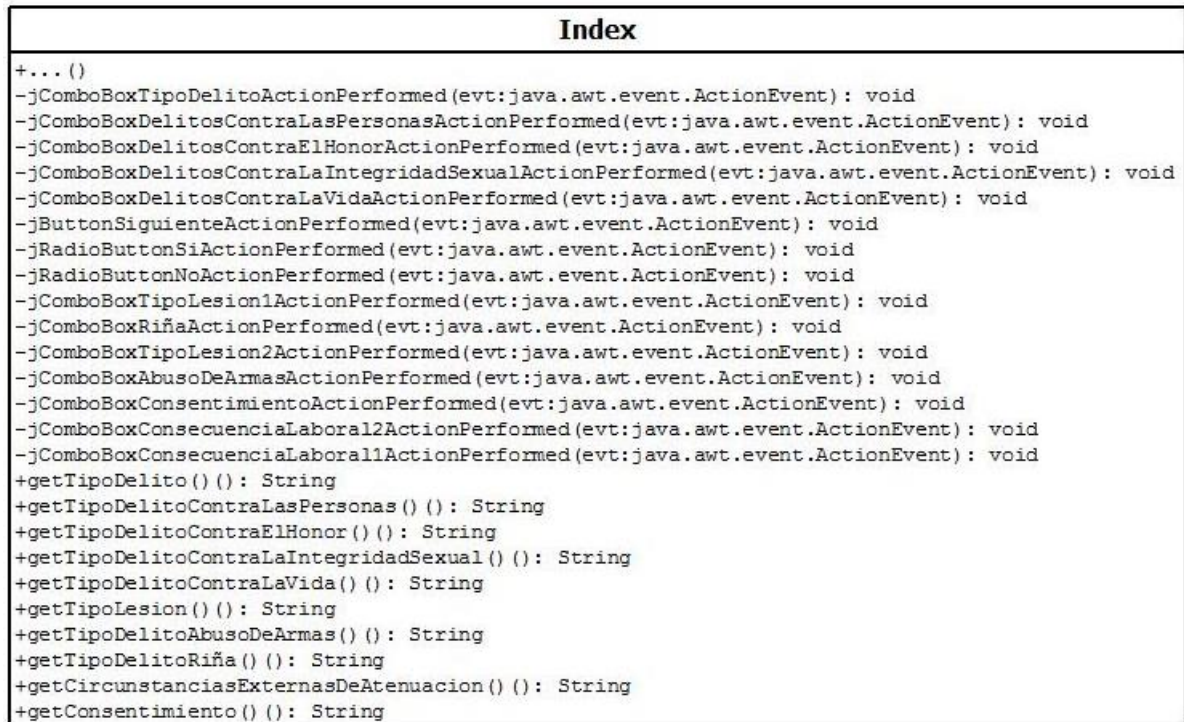 Index
+...()
-jComboBoxTipoDelitoActionPerformed(evt:java.awt.event.ActionEvent): void
-jComboBoxDelitosContraLasPersonasActionPerformed(evt:java.awt.event.ActionEvent): void
-jComboBoxDelitosContraElHonorActionPerformed(evt:java.awt.event.ActionEvent): void
-jComboBoxDelitosContraLaIntegridadSexualActionPerformed(evt:java.awt.event.ActionEvent): void
-jComboBoxDelitosContraLaVidaActionPerformed(evt:java.awt.event.ActionEvent): void
-jButtonSiguienteActionPerformed(evt:java.awt.event.ActionEvent): void
-jRadioButtonSiActionPerformed(evt:java.awt.event.ActionEvent): void
-jRadioButtonNoActionPerformed(evt:java.awt.event.ActionEvent): void
-jComboBoxTipoLesion1ActionPerformed(evt:java.awt.event.ActionEvent): void
-jComboBoxRiñaActionPerformed(evt:java.awt.event.ActionEvent): void
-jComboBoxTipoLesion2ActionPerformed(evt:java.awt.event.ActionEvent): void
-jComboBoxAbusoDeArmasActionPerformed(evt:java.awt.event.ActionEvent): void
-jComboBoxConsentimientoActionPerformed(evt:java.awt.event.ActionEvent): void
-jComboBoxConsecuenciaLaboral2ActionPerformed(evt:java.awt.event.ActionEvent): void
-jComboBoxConsecuenciaLaboral1ActionPerformed(evt:java.awt.event.ActionEvent): void
+getTipoDelito()(): String
+getTipoDelitoContraLasPersonas()(): String
+getTipoDelitoContraElHonor()(): String
+getTipoDelitoContraLaIntegridadSexual()(): String
+getTipoDelitoContraLaVida()(): String
+getTipoLesion()(): String
+getTipoDelitoAbusoDeArmas()(): String
+getTipoDelitoRiña()(): String
+getCircunstanciasExternasDeAtenuacion()(): String
+getConsentimiento()(): String